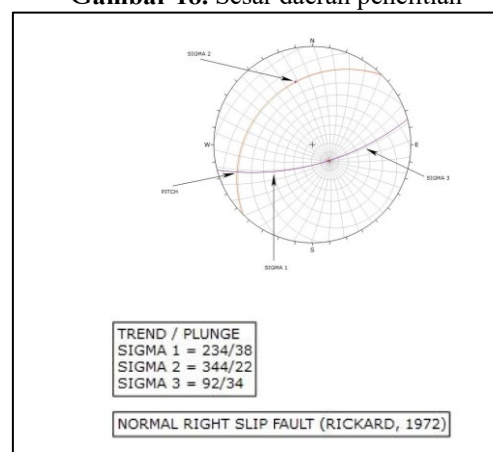 Gambar 18. Sesar daerah penelitian
N
SIGMA 2
W
E
PITCH
SIGMA 3
S
SIGMA 1
TREND / PLUNGE
SIGMA 1 = 234/38
SIGMA 2 = 344/22
SIGMA 3 = 92/34
NORMAL RIGHT SLIP FAULT (RICKARD, 1972)